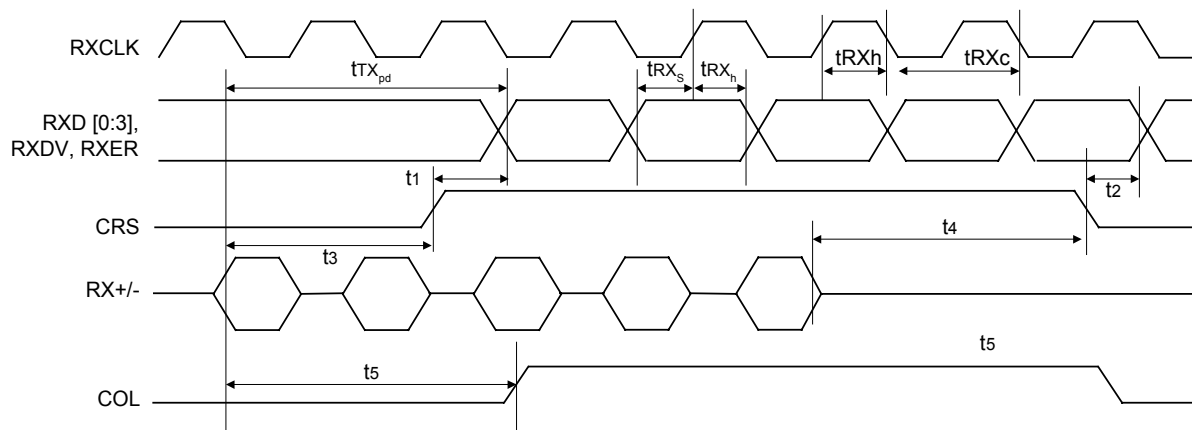 RXCLK
tTXpd
tRXS
tRXh
tRXh
tRXc
RXD [0:3],
RXDV, RXER
t1
t2
CRS
t3
t4
RX+/-
t5
t5
COL